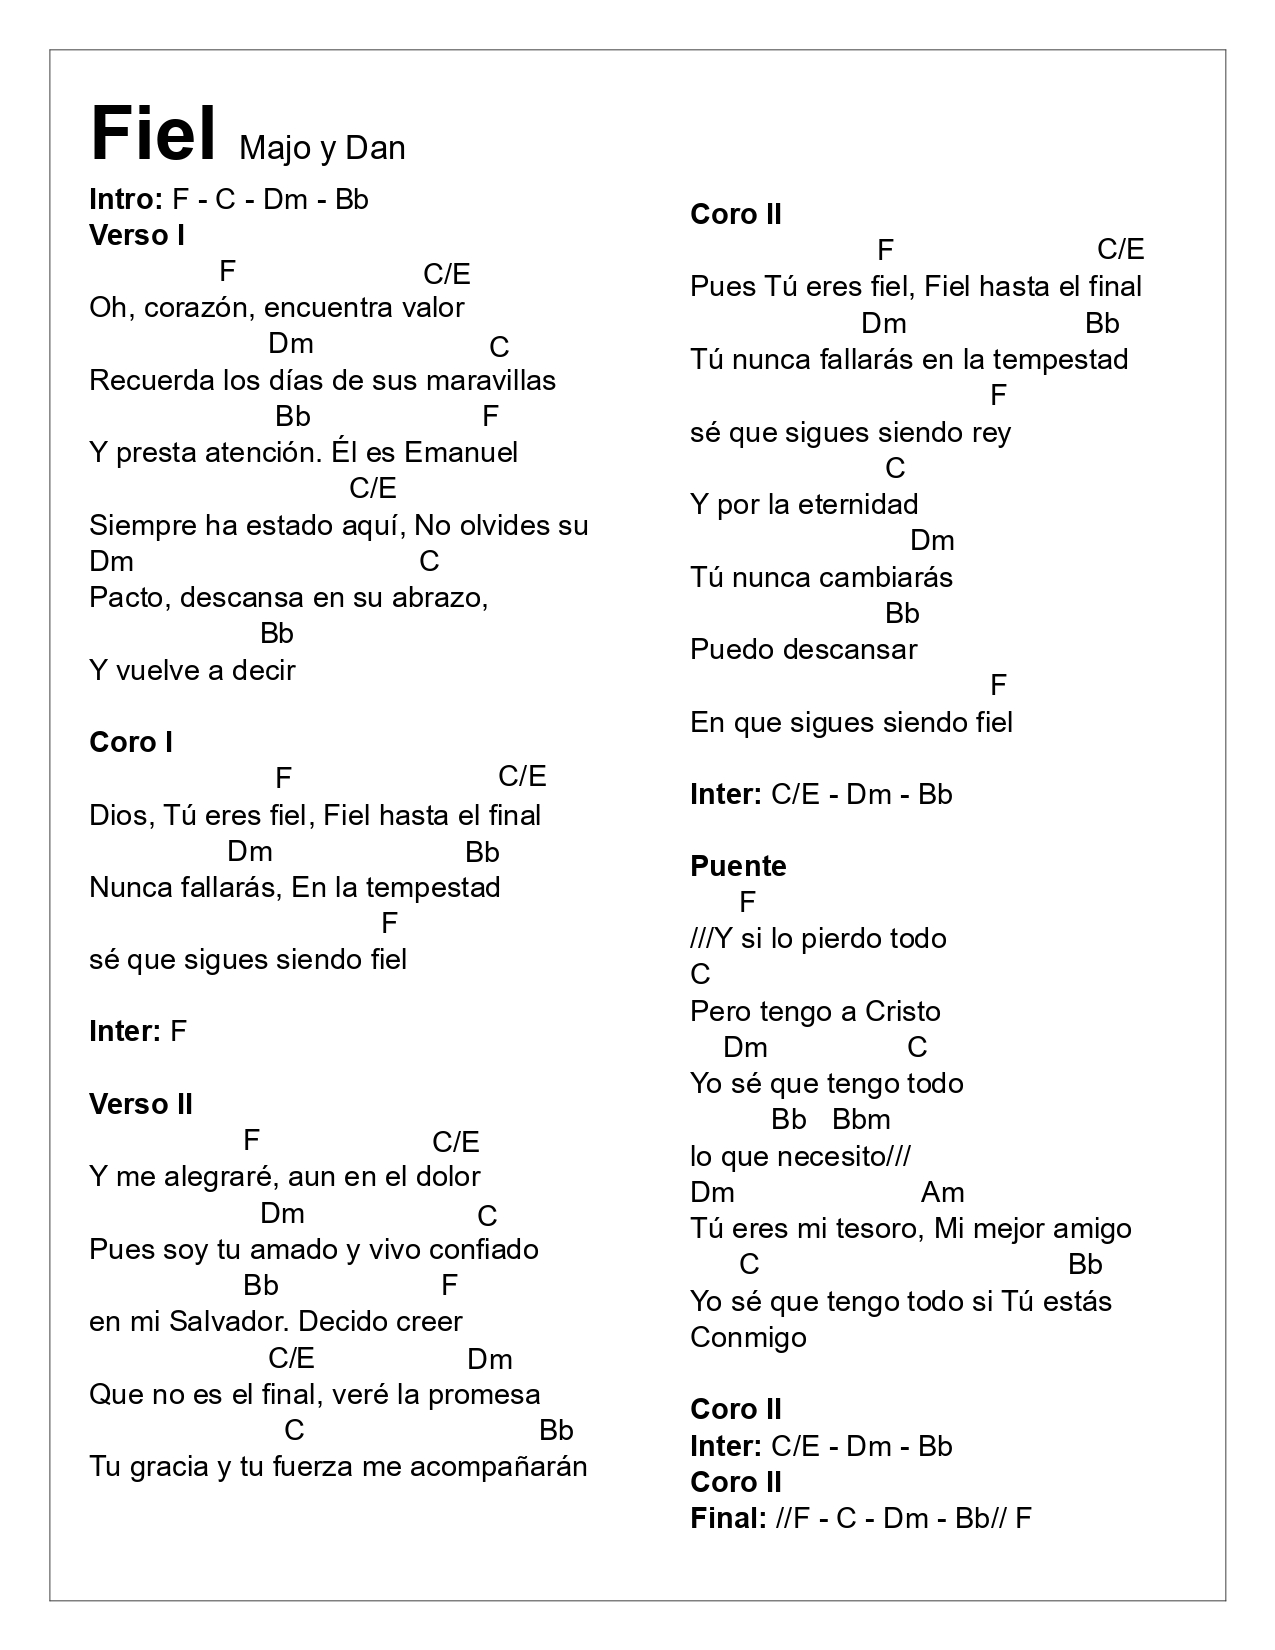 Fiel Majo y Dan
Intro: F - C - Dm - Bb
Verso I
F C/E
Oh, corazón, encuentra valor
Dm C
Recuerda los días de sus maravillas
Bb F
Y presta atención. Él es Emanuel
C/E
Siempre ha estado aquí, No olvides su
Dm C
Pacto, descansa en su abrazo,
Bb
Y vuelve a decir
Coro I
F C/E
Dios, Tú eres fiel, Fiel hasta el final
Dm Bb
Nunca fallarás, En la tempestad
F
sé que sigues siendo fiel
Inter: F
Verso II
F C/E
Y me alegraré, aun en el dolor
Dm C
Pues soy tu amado y vivo confiado
Bb F
en mi Salvador. Decido creer
C/E Dm
Que no es el final, veré la promesa
C Bb
Tu gracia y tu fuerza me acompañarán
Coro II
F C/E
Pues Tú eres fiel, Fiel hasta el final
Dm Bb
Tú nunca fallarás en la tempestad
F
sé que sigues siendo rey
C
Y por la eternidad
Dm
Tú nunca cambiarás
Bb
Puedo descansar
F
En que sigues siendo fiel
Inter: C/E - Dm - Bb
Puente
F
///Y si lo pierdo todo
C
Pero tengo a Cristo
Dm C
Yo sé que tengo todo
Bb Bbm
lo que necesito///
Dm Am
Tú eres mi tesoro, Mi mejor amigo
C Bb
Yo sé que tengo todo si Tú estás
Conmigo
Coro II
Inter: C/E - Dm - Bb
Coro II
Final: //F - C - Dm - Bb// F